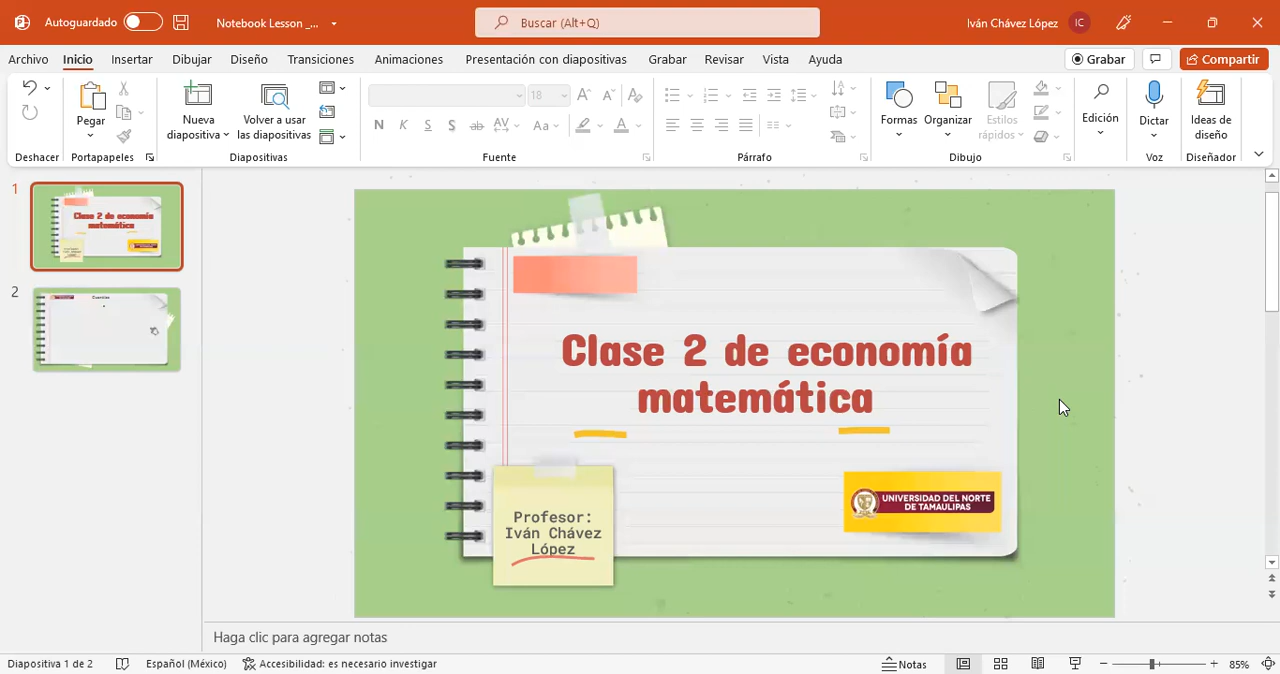 Autoguardado
Notebook Lesson _...
Buscar (Alt+Q)
Iván Chávez López
IC
Archivo
Inicio
Insertar
Dibujar
Diseño
Transiciones
Animaciones
Presentación con diapositivas
Grabar
Revisar
Vista
Ayuda
Grabar
Compartir
Pegar
Nueva
diapositiva
Volver a usar
las diapositivas
18
N K S S ab AV Aa A
Formas
Organizar
Estilos
rápidos
Edición
Dictar
Ideas de
diseño
Deshacer
Portapapeles
Diapositivas
Fuente
Párrafo
Dibujo
Voz
Diseñador
1
2
Clase 2 de economía
matemática
Profesor:
Iván Chávez
López
UNIVERSIDAD DEL NORTE
DE TAMAULIPAS
Haga clic para agregar notas
Diapositiva 1 de 2
Español (México)
Accesibilidad: es necesario investigar
Notas
85%